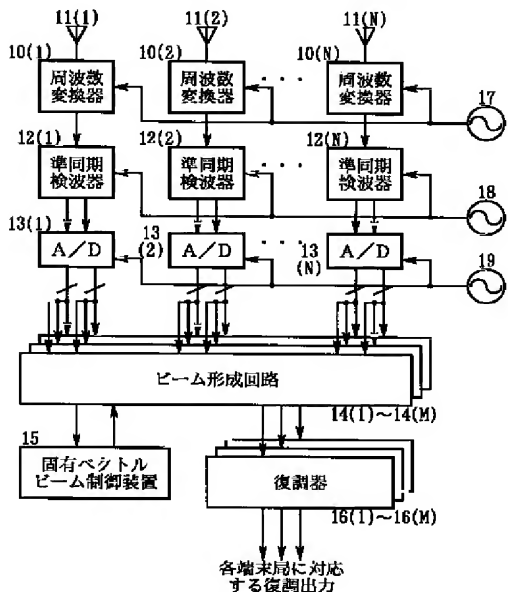 11(1) 11(2) 11(N)
10(1) 10(2) 10(N)
周波数 周波数 ・・・ 周波数
変換器 変換器 変換器
17
12(1) 12(2) ・・・ 12(N)
準同期 準同期 準同期
検波器 検波器 検波器
18
13(1) 13 ・・・ 13
(2) (N)
A/D A/D A/D
19
ビーム形成回路
14(1)~14(M)
15
固有ベクトル
ビーム制御装置
復調器
16(1)~16(M)
各端末局に対応
する復調出力